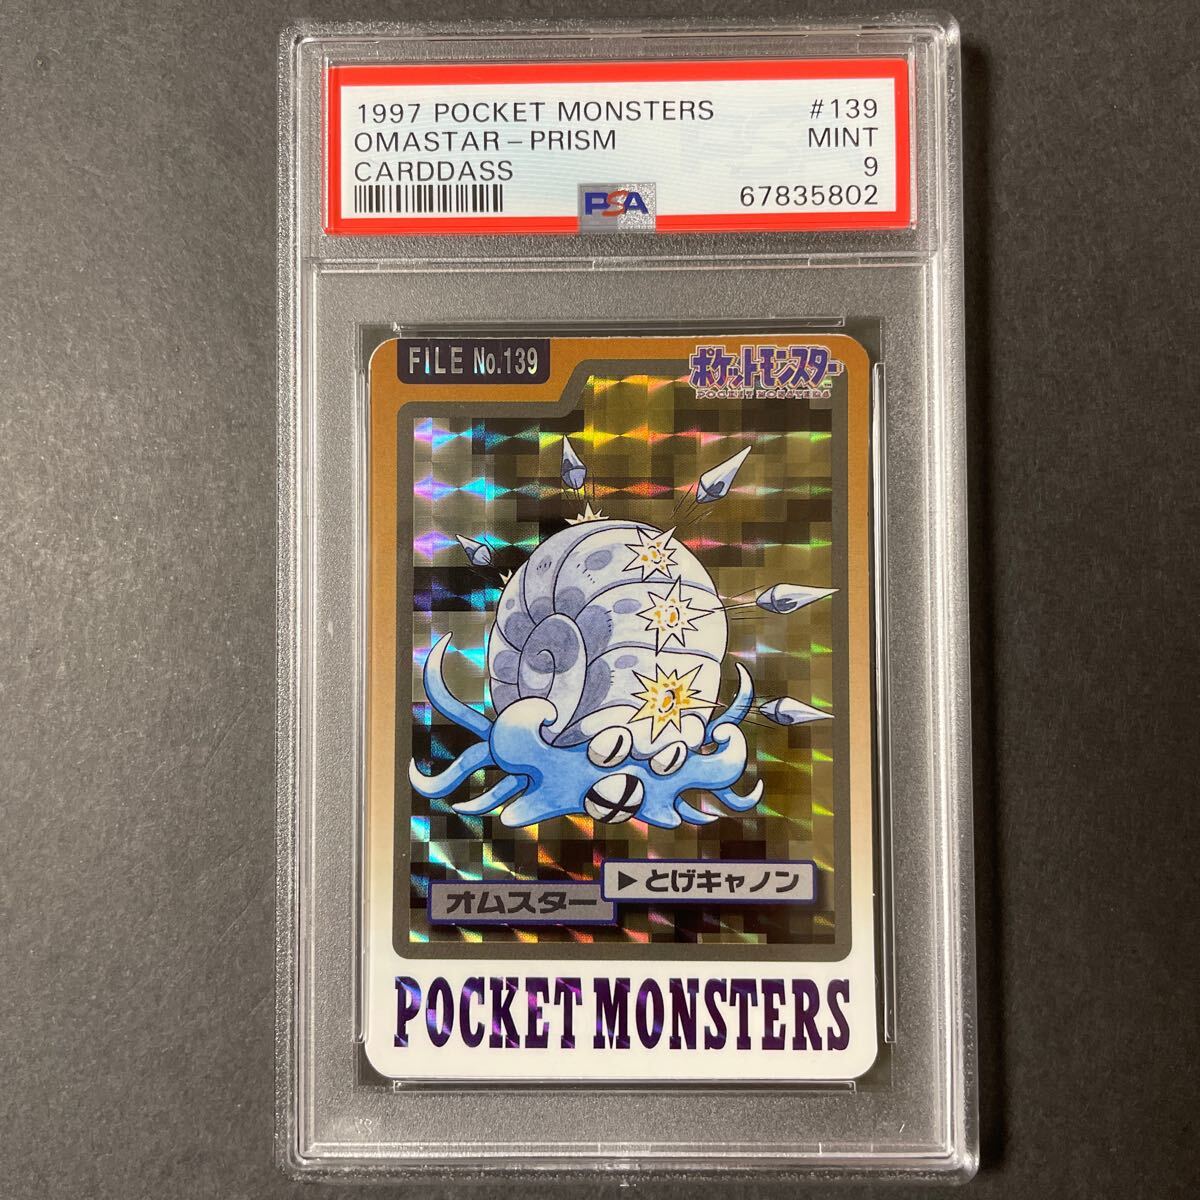 1997 POCKET MONSTERS #139
OMASTAR-PRISM MINT
CARDDASS 9
PSA 67835802
FILE No.139
ポケットモンスター
POCKET MONSTERS
▶とげキャノン
オムスター
POCKET MONSTERS